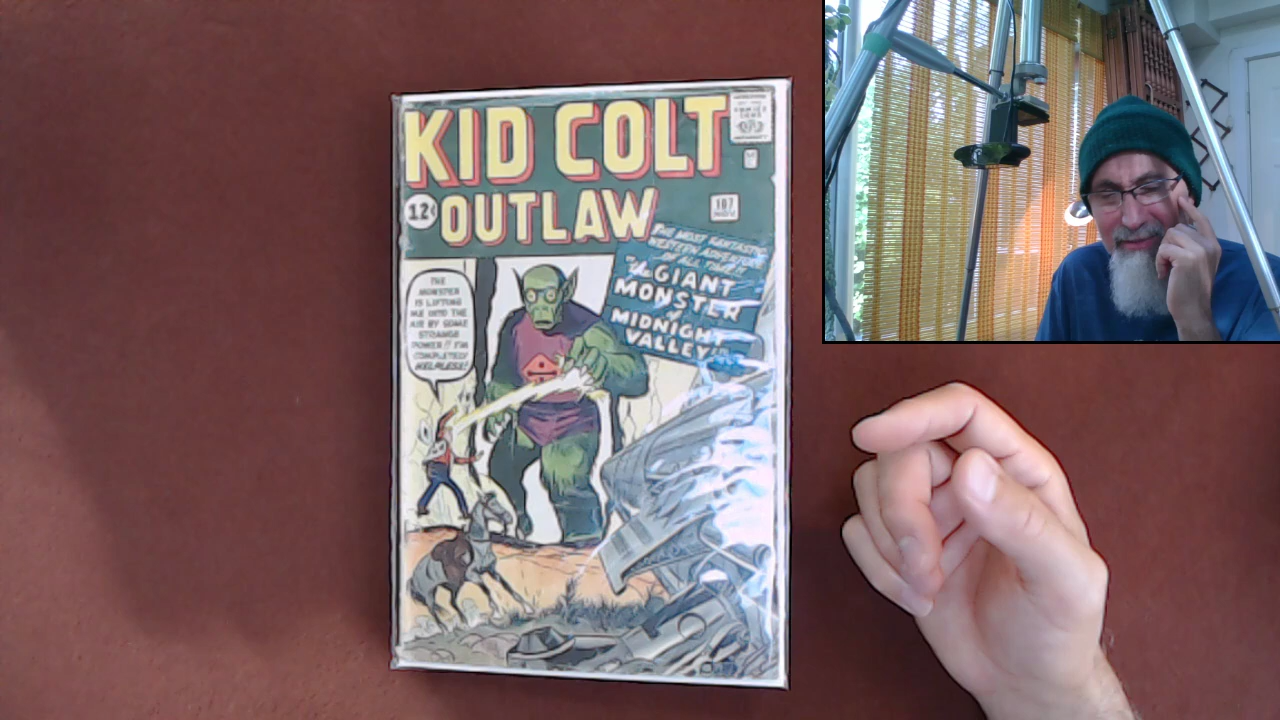 KID COLT
OUTLAW
12¢
107
NOV
THE MOST FANTASTIC
WESTERN ADVENTURE
OF ALL TIME!!
"The GIANT
MONSTER
of
MIDNIGHT
VALLEY!"
THE
MONSTER
IS LIFTING
ME INTO THE
AIR BY SOME
STRANGE
POWER!! I'M
COMPLETELY
HELPLESS!